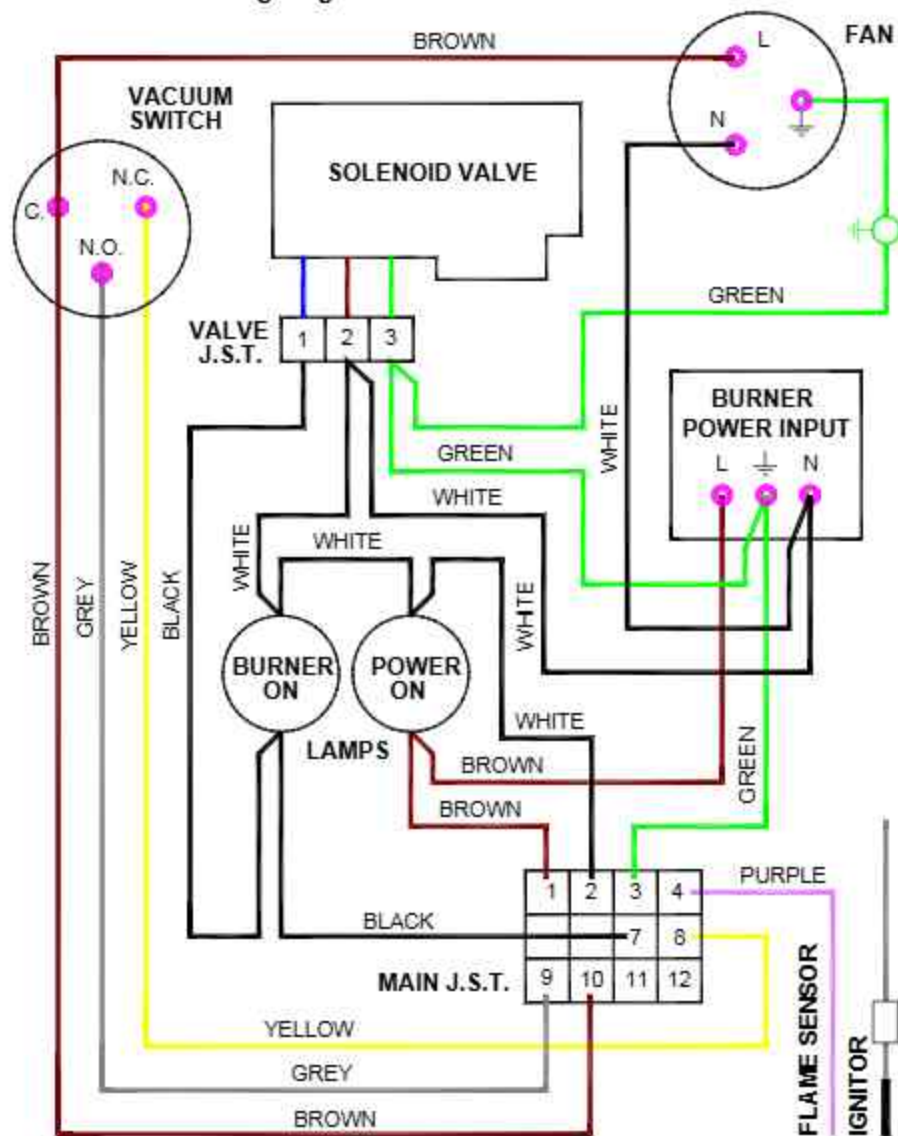 BROWN
L
FAN
VACUUM
SWITCH
N
N.C.
SOLENOID VALVE
C.
N.O.
GREEN
VALVE
J.S.T.
1
2
3
BURNER
POWER INPUT
WHITE
GREEN
L
N
WHITE
WHITE
WHITE
BROWN
GREY
YELLOW
BLACK
WHITE
BURNER
ON
POWER
ON
WHITE
LAMPS
BROWN
GREEN
BROWN
1
2
3
4
PURPLE
BLACK
7
8
MAIN J.S.T.
9
10
11
12
YELLOW
FLAME SENSOR
IGNITOR
GREY
BROWN